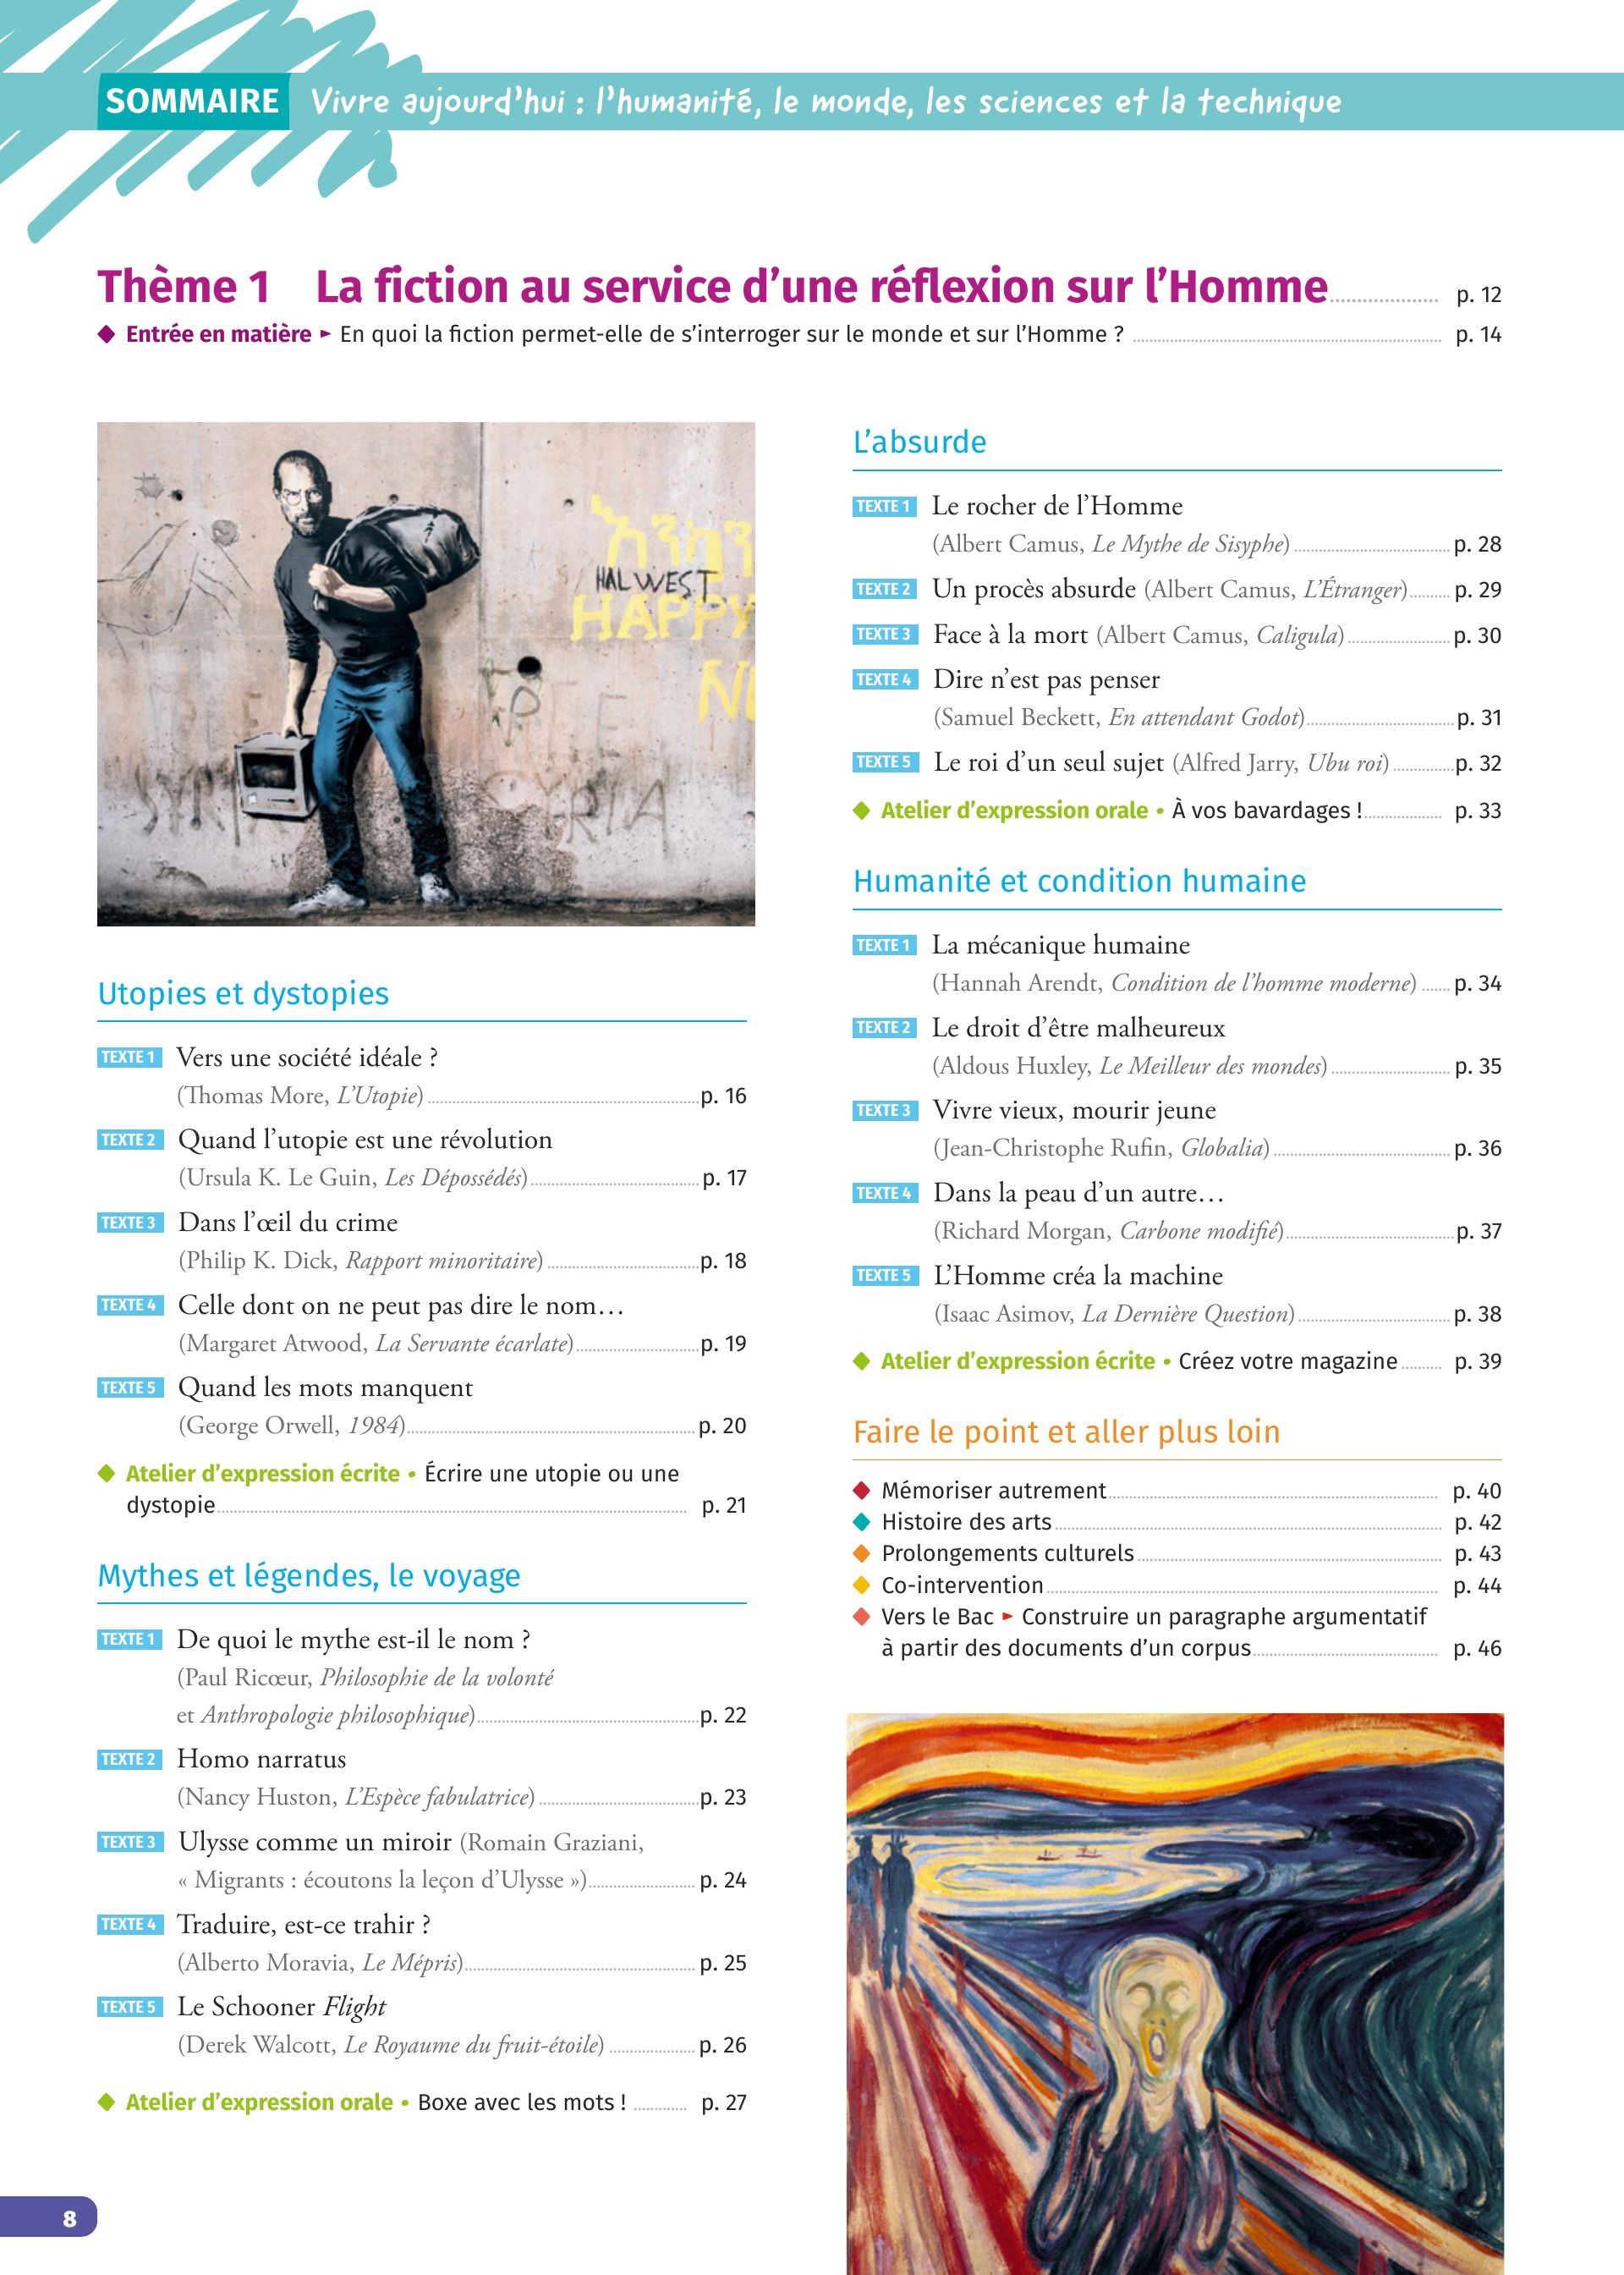 SOMMAIRE Vivre aujourd’hui : l’humanité, le monde, les sciences et la technique
Thème 1 La fiction au service d’une réflexion sur l’Homme p. 12
Entrée en matière ► En quoi la fiction permet-elle de s’interroger sur le monde et sur l’Homme ? p. 14
HAL WEST
HAPPY
Utopies et dystopies
TEXTE 1 Vers une société idéale ?
(Thomas More, L’Utopie) p. 16
TEXTE 2 Quand l’utopie est une révolution
(Ursula K. Le Guin, Les Dépossédés) p. 17
TEXTE 3 Dans l’œil du crime
(Philip K. Dick, Rapport minoritaire) p. 18
TEXTE 4 Celle dont on ne peut pas dire le nom…
(Margaret Atwood, La Servante écarlate) p. 19
TEXTE 5 Quand les mots manquent
(George Orwell, 1984) p. 20
Atelier d’expression écrite • Écrire une utopie ou une
dystopie p. 21
Mythes et légendes, le voyage
TEXTE 1 De quoi le mythe est-il le nom ?
(Paul Ricœur, Philosophie de la volonté
et Anthropologie philosophique) p. 22
TEXTE 2 Homo narratus
(Nancy Huston, L’Espèce fabulatrice) p. 23
TEXTE 3 Ulysse comme un miroir (Romain Graziani,
« Migrants : écoutons la leçon d’Ulysse ») p. 24
TEXTE 4 Traduire, est-ce trahir ?
(Alberto Moravia, Le Mépris) p. 25
TEXTE 5 Le Schooner Flight
(Derek Walcott, Le Royaume du fruit-étoile) p. 26
Atelier d’expression orale • Boxe avec les mots ! p. 27
L’absurde
TEXTE 1 Le rocher de l’Homme
(Albert Camus, Le Mythe de Sisyphe) p. 28
TEXTE 2 Un procès absurde (Albert Camus, L’Étranger) p. 29
TEXTE 3 Face à la mort (Albert Camus, Caligula) p. 30
TEXTE 4 Dire n’est pas penser
(Samuel Beckett, En attendant Godot) p. 31
TEXTE 5 Le roi d’un seul sujet (Alfred Jarry, Ubu roi) p. 32
Atelier d’expression orale • À vos bavardages ! p. 33
Humanité et condition humaine
TEXTE 1 La mécanique humaine
(Hannah Arendt, Condition de l’homme moderne) p. 34
TEXTE 2 Le droit d’être malheureux
(Aldous Huxley, Le Meilleur des mondes) p. 35
TEXTE 3 Vivre vieux, mourir jeune
(Jean-Christophe Rufin, Globalia) p. 36
TEXTE 4 Dans la peau d’un autre…
(Richard Morgan, Carbone modifié) p. 37
TEXTE 5 L’Homme créa la machine
(Isaac Asimov, La Dernière Question) p. 38
Atelier d’expression écrite • Créez votre magazine p. 39
Faire le point et aller plus loin
Mémoriser autrement p. 40
Histoire des arts p. 42
Prolongements culturels p. 43
Co-intervention p. 44
Vers le Bac ► Construire un paragraphe argumentatif
à partir des documents d’un corpus p. 46
8